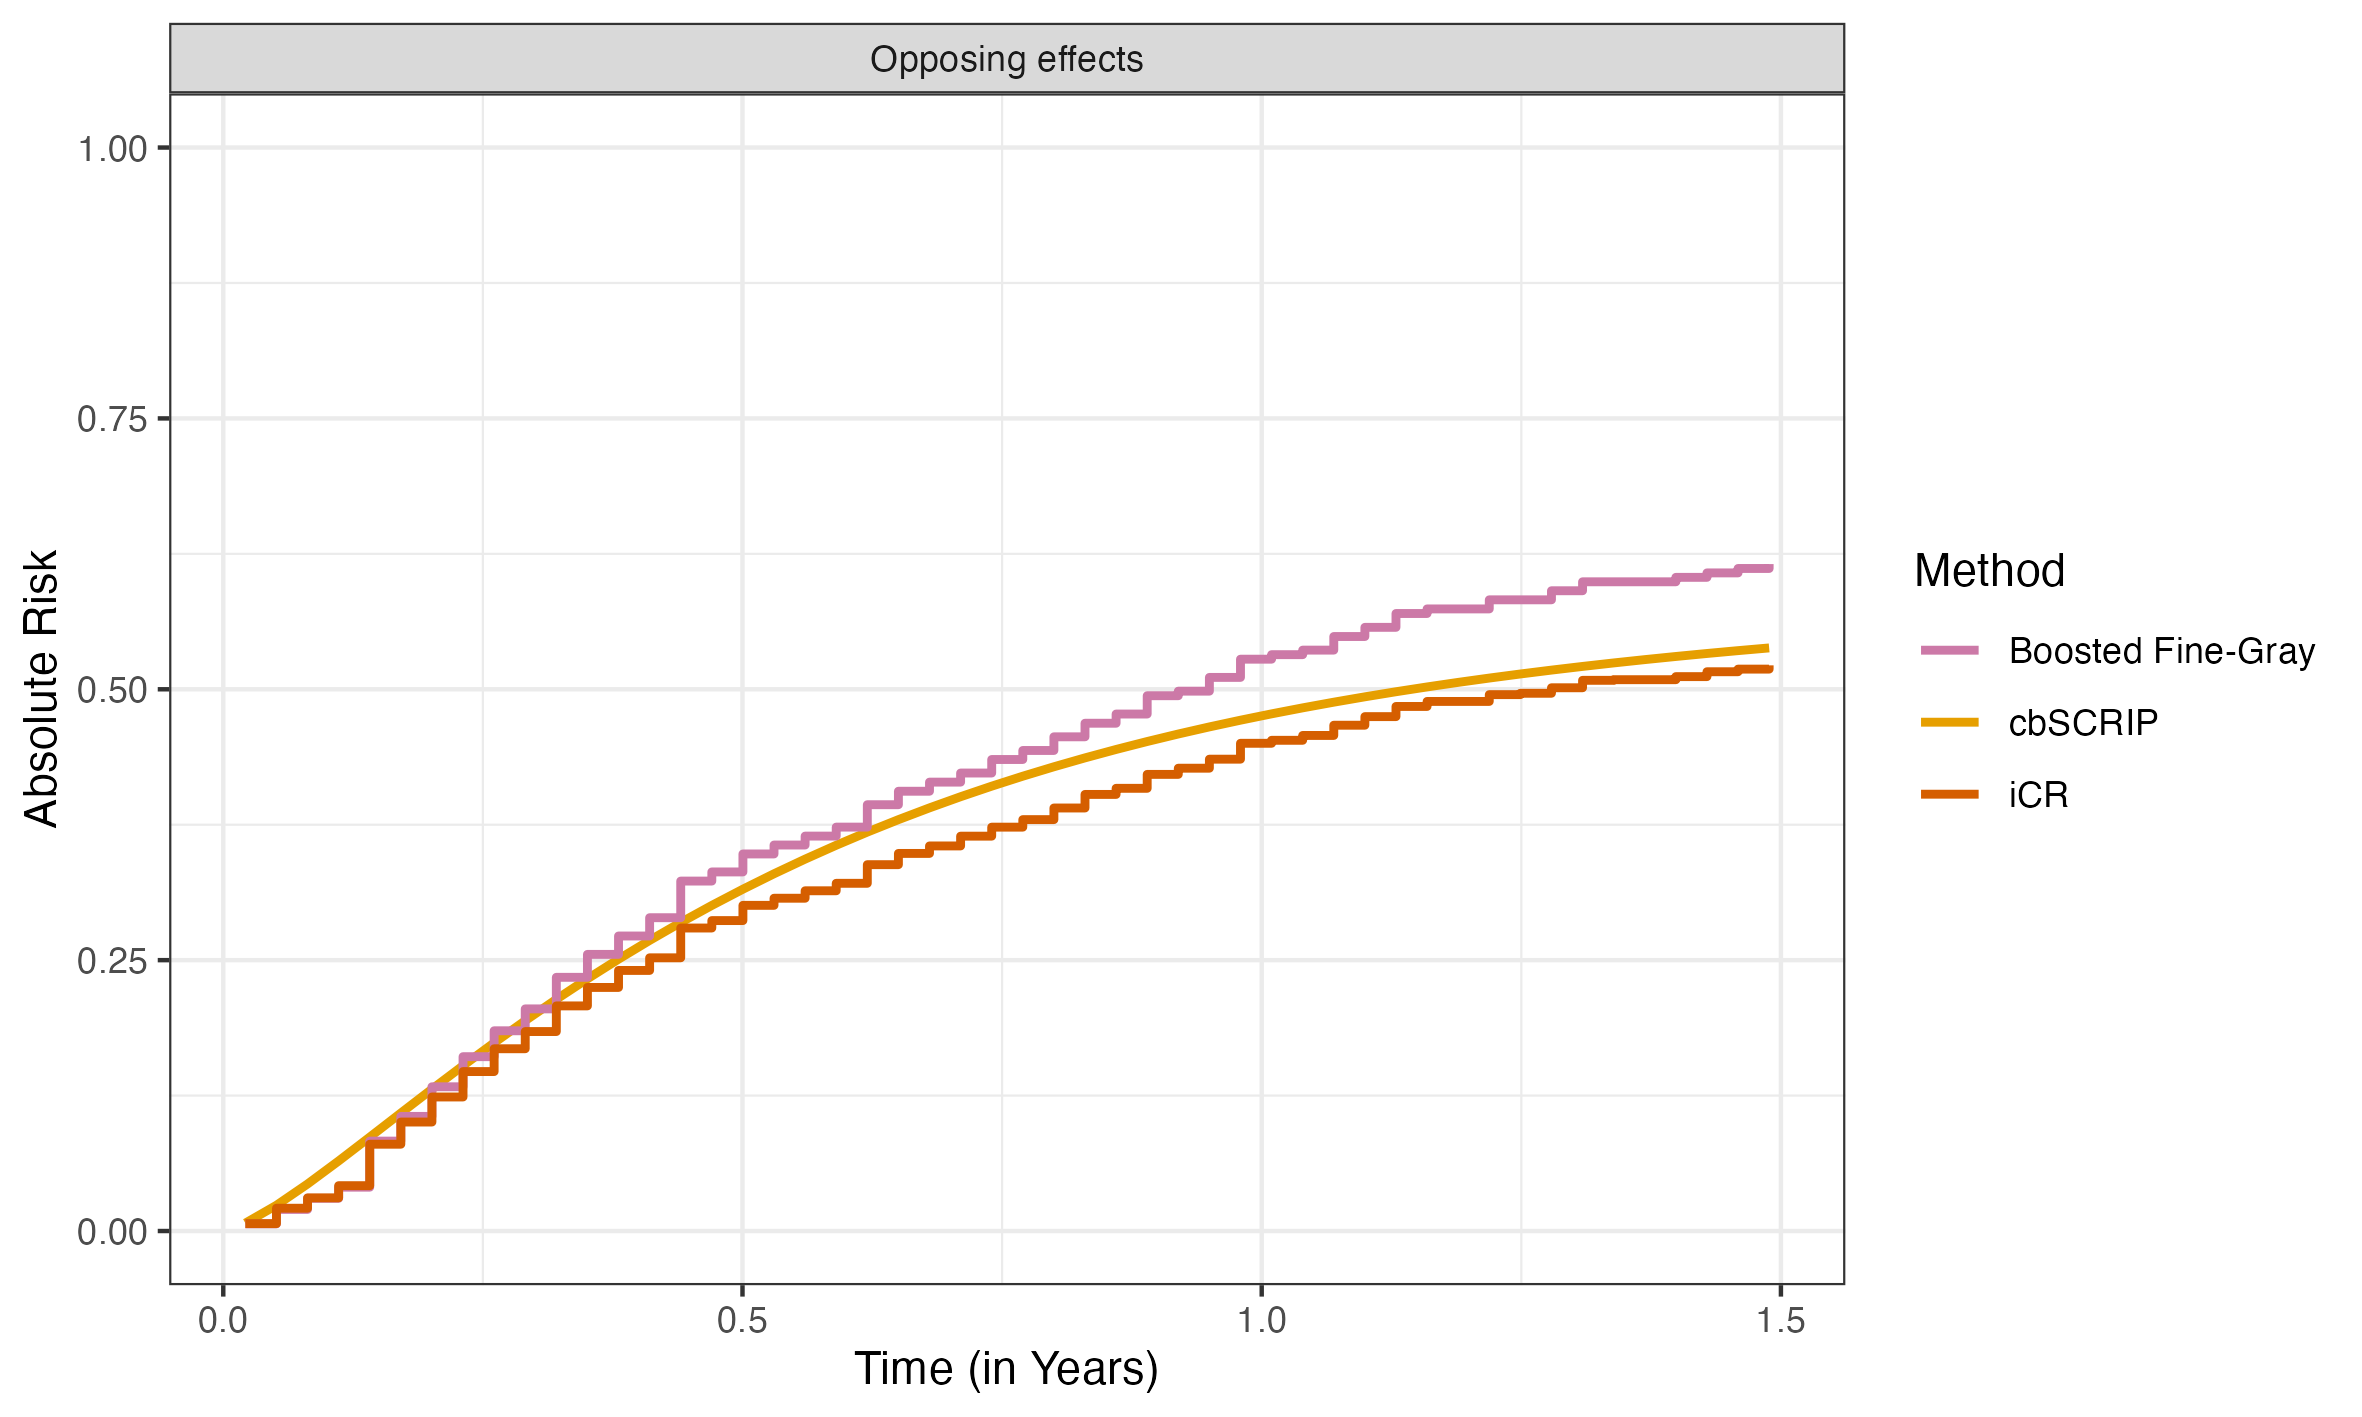 Opposing effects
1.00
0.75
0.50
0.25
0.00
Absolute Risk
0.0 0.5 1.0 1.5
Time (in Years)
Method
Boosted Fine-Gray
cbSCRIP
iCR